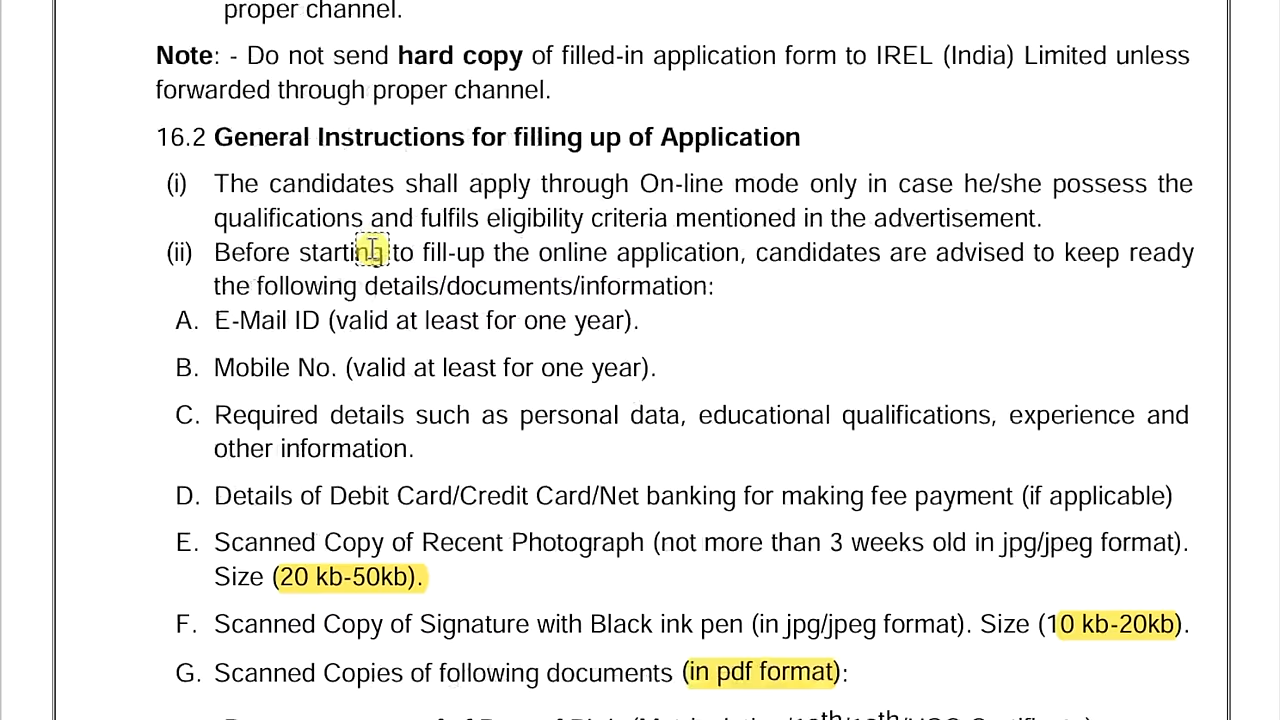 proper channel.
Note: - Do not send hard copy of filled-in application form to IREL (India) Limited unless
forwarded through proper channel.
16.2 General Instructions for filling up of Application
(i) The candidates shall apply through On-line mode only in case he/she possess the
qualifications and fulfils eligibility criteria mentioned in the advertisement.
(ii) Before starting to fill-up the online application, candidates are advised to keep ready
the following details/documents/information:
A. E-Mail ID (valid at least for one year).
B. Mobile No. (valid at least for one year).
C. Required details such as personal data, educational qualifications, experience and
other information.
D. Details of Debit Card/Credit Card/Net banking for making fee payment (if applicable)
E. Scanned Copy of Recent Photograph (not more than 3 weeks old in jpg/jpeg format).
Size (20 kb-50kb).
F. Scanned Copy of Signature with Black ink pen (in jpg/jpeg format). Size (10 kb-20kb).
G. Scanned Copies of following documents (in pdf format):